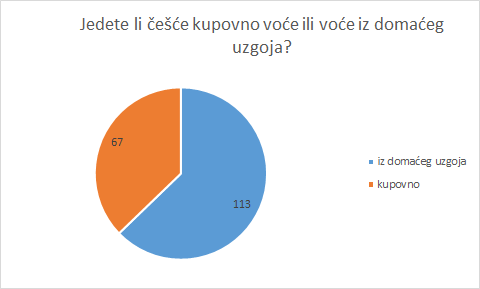 Jedete li češće kupovno voće ili voće iz domaćeg
uzgoja?
67
113
iz domaćeg uzgoja
kupovno